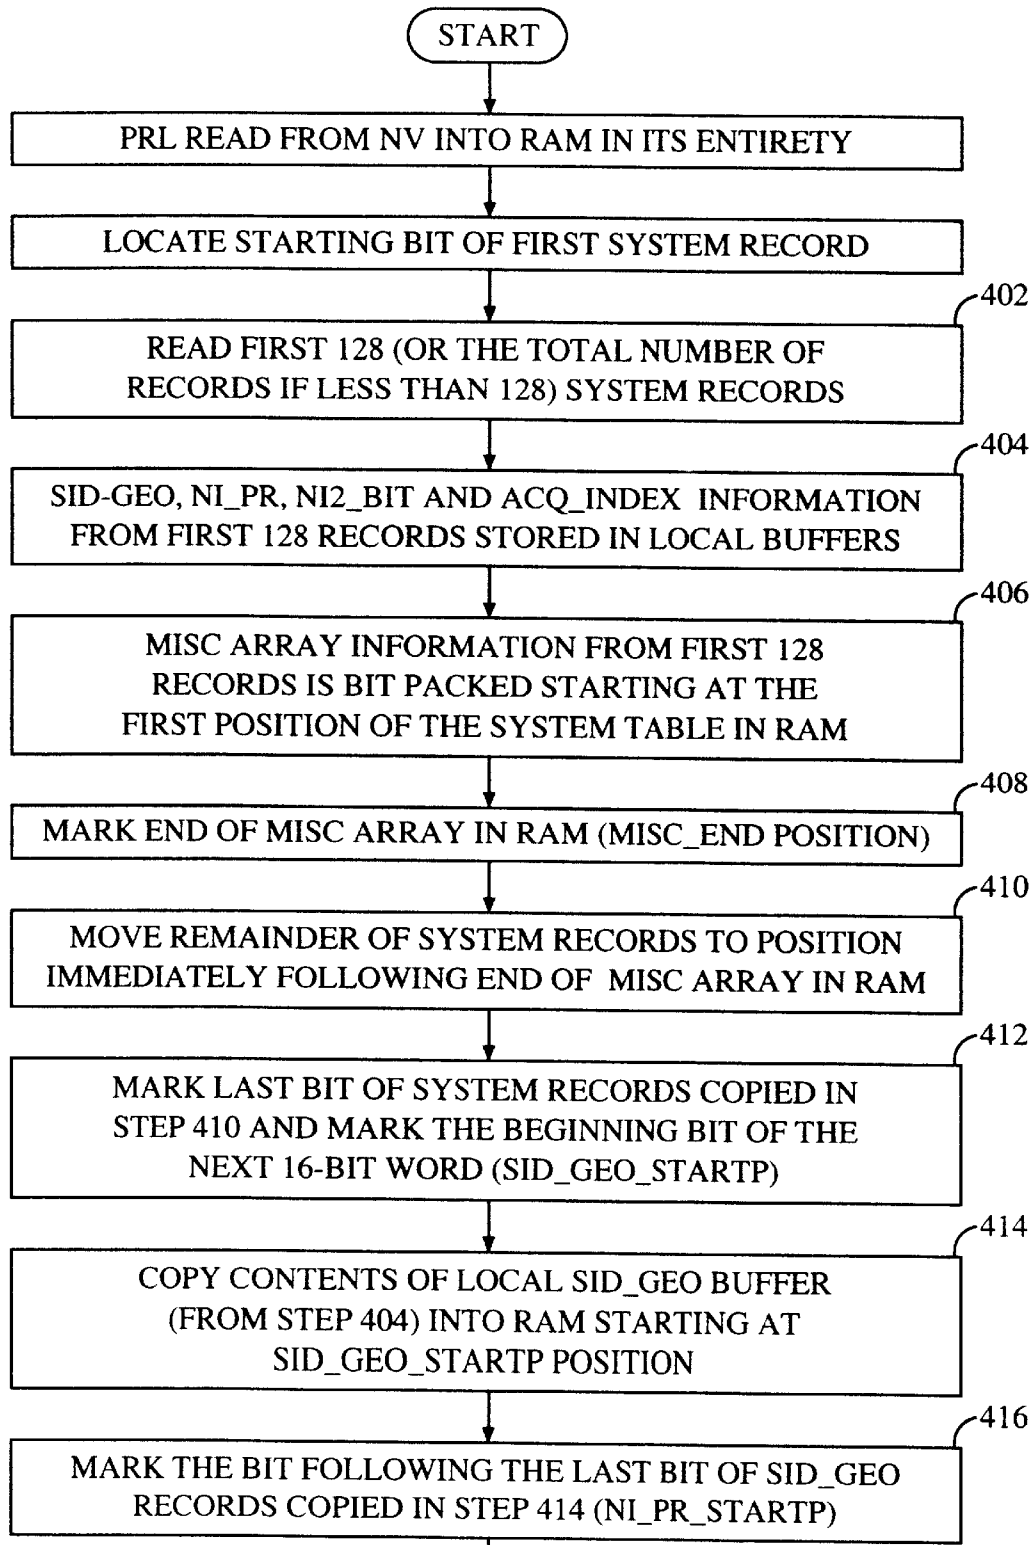 START
PRL READ FROM NV INTO RAM IN ITS ENTIRETY
LOCATE STARTING BIT OF FIRST SYSTEM RECORD
402
READ FIRST 128 (OR THE TOTAL NUMBER OF
RECORDS IF LESS THAN 128) SYSTEM RECORDS
404
SID-GEO, NI_PR, NI2_BIT AND ACQ_INDEX INFORMATION
FROM FIRST 128 RECORDS STORED IN LOCAL BUFFERS
406
MISC ARRAY INFORMATION FROM FIRST 128
RECORDS IS BIT PACKED STARTING AT THE
FIRST POSITION OF THE SYSTEM TABLE IN RAM
408
MARK END OF MISC ARRAY IN RAM (MISC_END POSITION)
410
MOVE REMAINDER OF SYSTEM RECORDS TO POSITION
IMMEDIATELY FOLLOWING END OF MISC ARRAY IN RAM
412
MARK LAST BIT OF SYSTEM RECORDS COPIED IN
STEP 410 AND MARK THE BEGINNING BIT OF THE
NEXT 16-BIT WORD (SID_GEO_STARTP)
414
COPY CONTENTS OF LOCAL SID_GEO BUFFER
(FROM STEP 404) INTO RAM STARTING AT
SID_GEO_STARTP POSITION
416
MARK THE BIT FOLLOWING THE LAST BIT OF SID_GEO
RECORDS COPIED IN STEP 414 (NI_PR_STARTP)